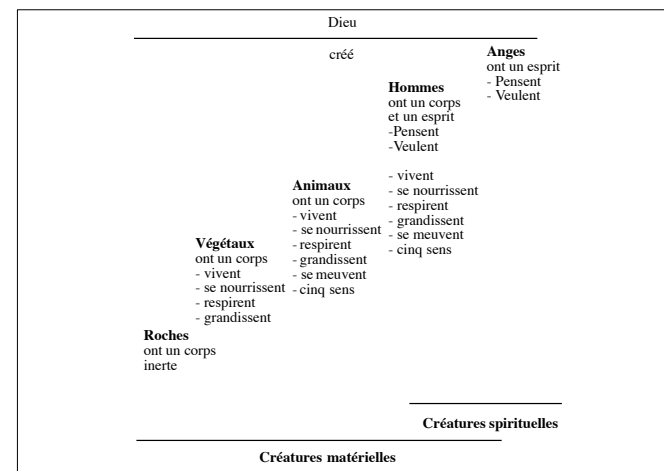 Dieu
créé
Anges
ont un esprit
- Pensent
- Veulent
Hommes
ont un corps
et un esprit
-Pensent
-Veulent
- vivent
- se nourrissent
- respirent
- grandissent
- se meuvent
- cinq sens
Animaux
ont un corps
- vivent
- se nourrissent
- respirent
- grandissent
- se meuvent
- cinq sens
Végétaux
ont un corps
- vivent
- se nourrissent
- respirent
- grandissent
Roches
ont un corps
inerte
Créatures spirituelles
Créatures matérielles